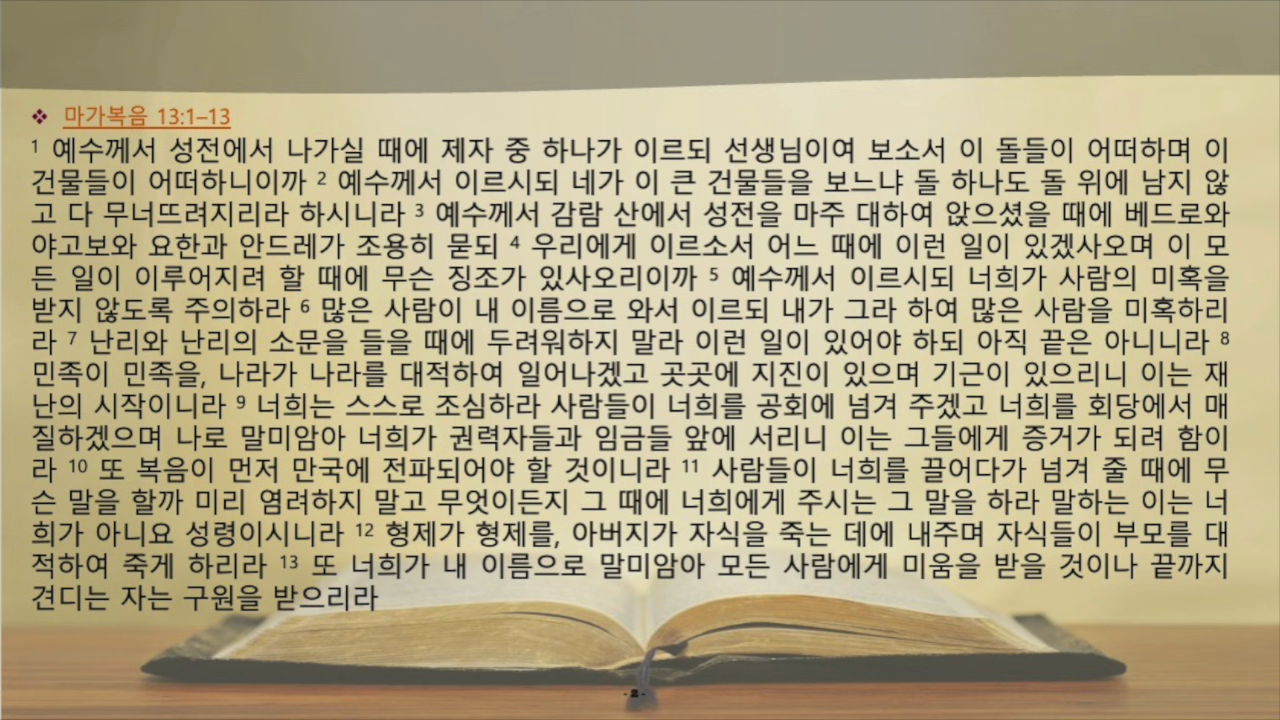 ❖ 마가복음 13:1–13
1 예수께서 성전에서 나가실 때에 제자 중 하나가 이르되 선생님이여 보소서 이 돌들이 어떠하며 이
건물들이 어떠하니이까 2 예수께서 이르시되 네가 이 큰 건물들을 보느냐 돌 하나도 돌 위에 남지 않
고 다 무너뜨려지리라 하시니라 3 예수께서 감람 산에서 성전을 마주 대하여 앉으셨을 때에 베드로와
야고보와 요한과 안드레가 조용히 묻되 4 우리에게 이르소서 어느 때에 이런 일이 있겠사오며 이 모
든 일이 이루어지려 할 때에 무슨 징조가 있사오리이까 5 예수께서 이르시되 너희가 사람의 미혹을
받지 않도록 주의하라 6 많은 사람이 내 이름으로 와서 이르되 내가 그라 하여 많은 사람을 미혹하리
라 7 난리와 난리의 소문을 들을 때에 두려워하지 말라 이런 일이 있어야 하되 아직 끝은 아니니라 8
민족이 민족을, 나라가 나라를 대적하여 일어나겠고 곳곳에 지진이 있으며 기근이 있으리니 이는 재
난의 시작이니라 9 너희는 스스로 조심하라 사람들이 너희를 공회에 넘겨 주겠고 너희를 회당에서 매
질하겠으며 나로 말미암아 너희가 권력자들과 임금들 앞에 서리니 이는 그들에게 증거가 되려 함이
라 10 또 복음이 먼저 만국에 전파되어야 할 것이니라 11 사람들이 너희를 끌어다가 넘겨 줄 때에 무
슨 말을 할까 미리 염려하지 말고 무엇이든지 그 때에 너희에게 주시는 그 말을 하라 말하는 이는 너
희가 아니요 성령이시니라 12 형제가 형제를, 아버지가 자식을 죽는 데에 내주며 자식들이 부모를 대
적하여 죽게 하리라 13 또 너희가 내 이름으로 말미암아 모든 사람에게 미움을 받을 것이나 끝까지
견디는 자는 구원을 받으리라
- 2 -